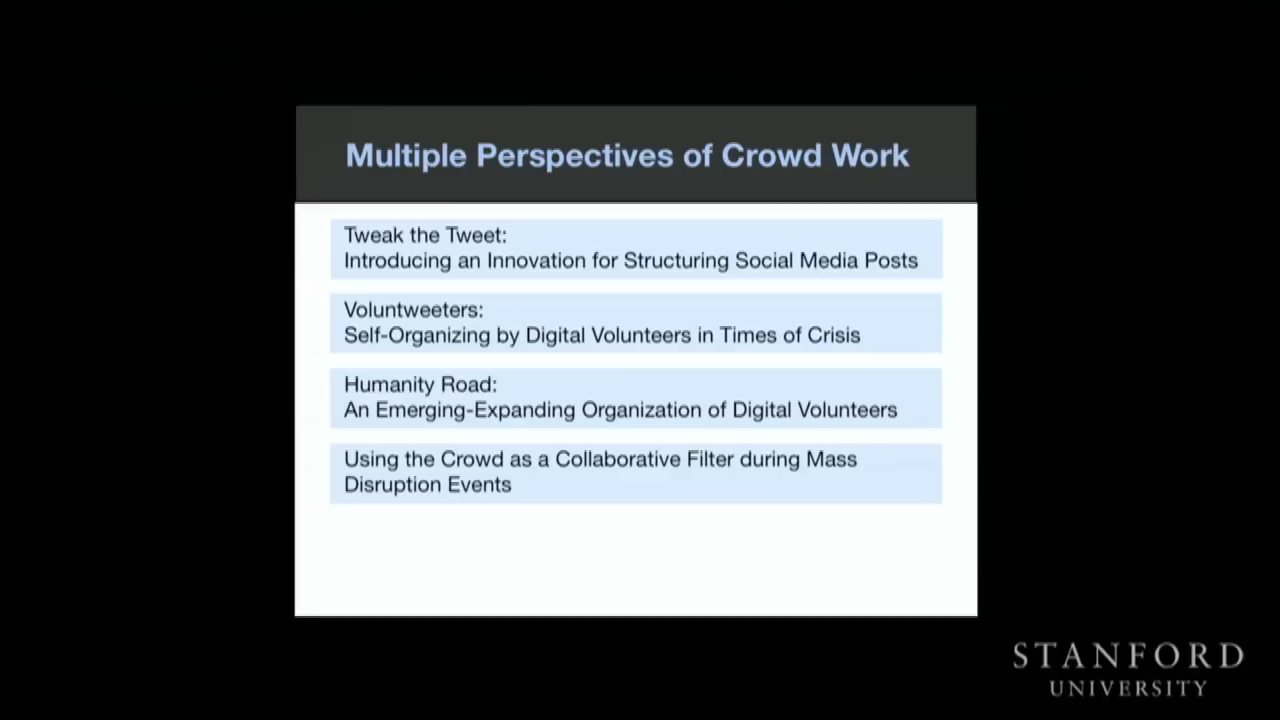 Multiple Perspectives of Crowd Work
Tweak the Tweet:
Introducing an Innovation for Structuring Social Media Posts
Voluntweeters:
Self-Organizing by Digital Volunteers in Times of Crisis
Humanity Road:
An Emerging-Expanding Organization of Digital Volunteers
Using the Crowd as a Collaborative Filter during Mass
Disruption Events
STANFORD
UNIVERSITY